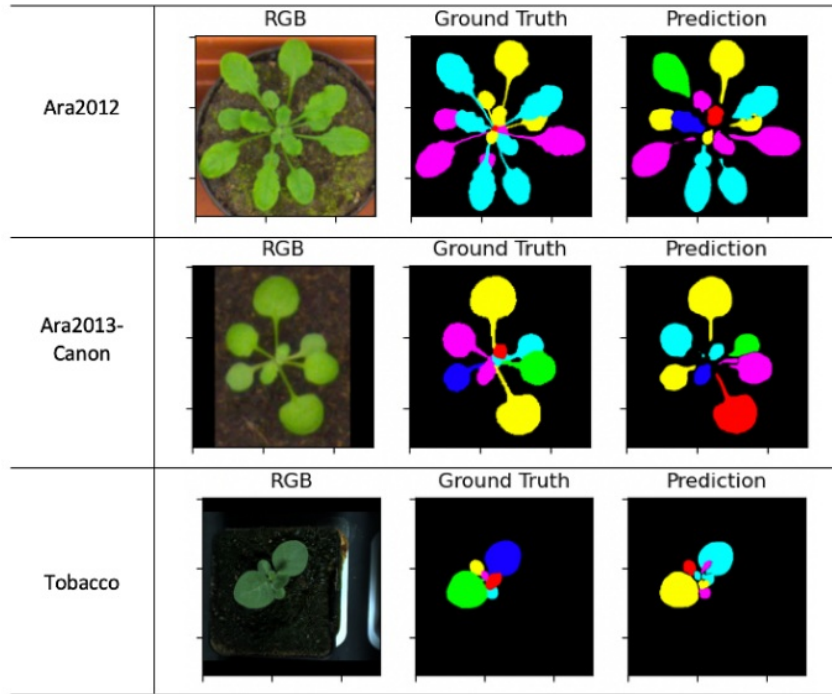 RGB Ground Truth Prediction
Ara2012
RGB Ground Truth Prediction
Ara2013-
Canon
RGB Ground Truth Prediction
Tobacco